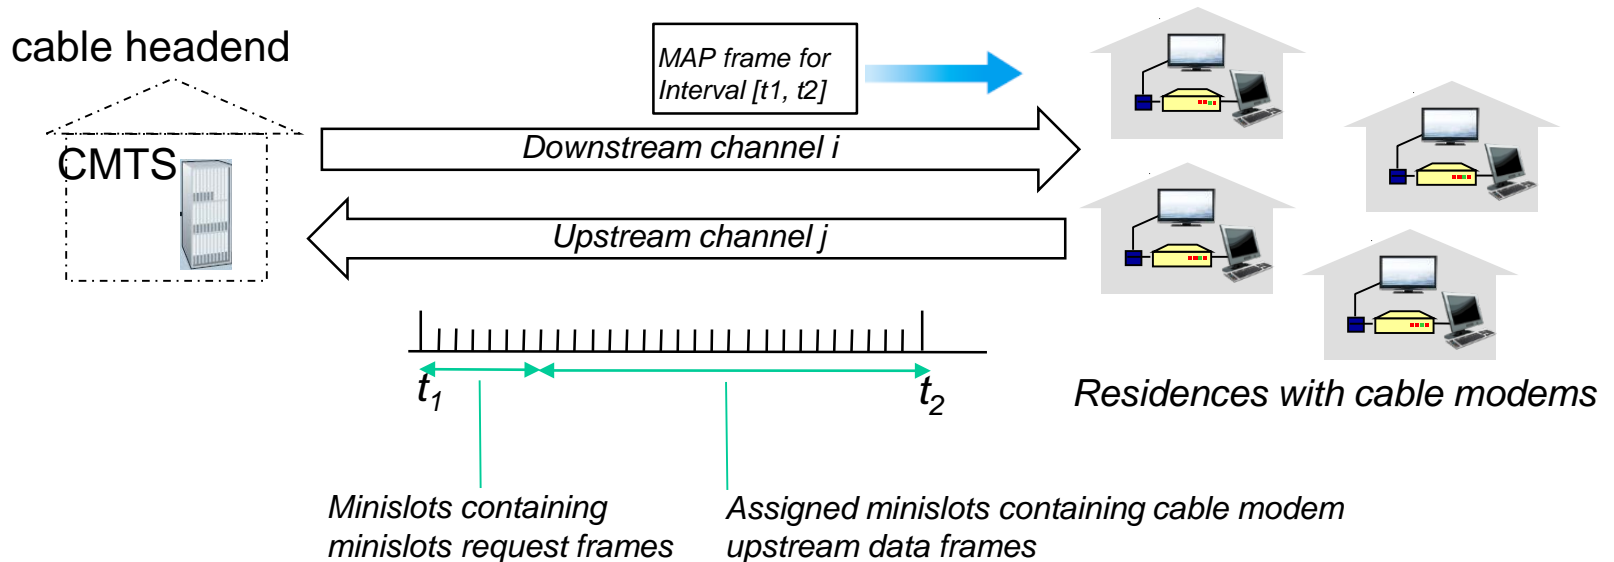 cable headend
MAP frame for
Interval [t1, t2]
CMTS
Downstream channel i
Upstream channel j
t1
t2
Residences with cable modems
Minislots containing
minislots request frames
Assigned minislots containing cable modem
upstream data frames